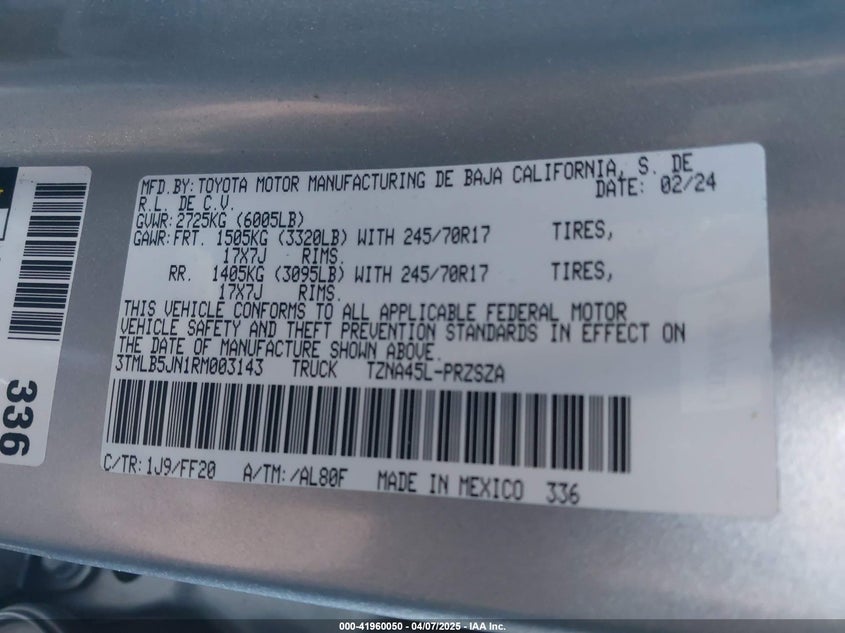 MFD.BY: TOYOTA MOTOR MANUFACTURING DE BAJA CALIFORNIA, S. DE
R.L. DE C.V. DATE: 02/24
GVWR: 2725KG (6005LB)
GAWR: FRT. 1505KG (3320LB) WITH 245/70R17 TIRES,
17X7J RIMS.
RR. 1405KG (3095LB) WITH 245/70R17 TIRES,
17X7J RIMS.
THIS VEHICLE CONFORMS TO ALL APPLICABLE FEDERAL MOTOR
VEHICLE SAFETY AND THEFT PREVENTION STANDARDS IN EFFECT ON
THE DATE OF MANUFACTURE SHOWN ABOVE.
3TMLB5JN1RM003143 TRUCK TZNA45L-PRZSZA
C/TR: 1J9/FF20 A/TM: /AL80F MADE IN MEXICO 336
336
000-41960050 - 04/07/2025 - IAA Inc.